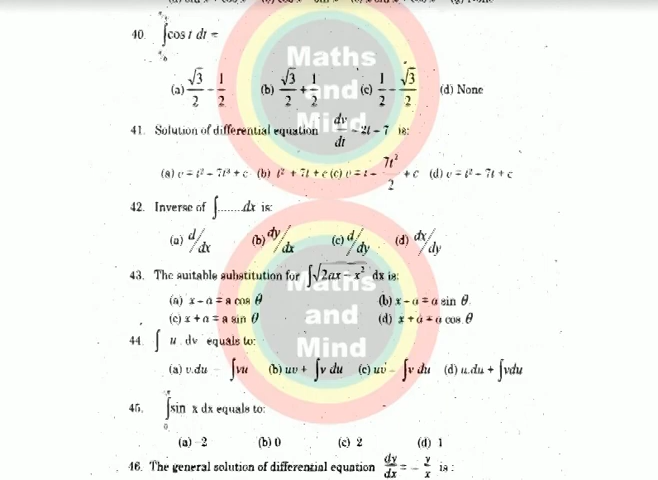 40. ∫cos t dt =
(a) √3/2 - 1/2 (b) √3/2 + 1/2 (c) 1/2 - √3/2 (d) None
41. Solution of differential equation dv/dt = 2t - 7 is:
(a) v = t² - 7t³ + c (b) t² + 7t + c (c) v = t - 7t²/2 + c (d) v = t² - 7t + c
42. Inverse of ∫........dx is:
(a) d/dx (b) dy/dx (c) d/dy (d) dx/dy
43. The suitable substitution for ∫√2ax - x² dx is:
(a) x - a = a cos θ (b) x - a = a sin θ
(c) x + a = a sin θ (d) x + a = a cos θ
44. ∫ u . dv equals to:
(a) v.du - ∫vu (b) uv + ∫v du (c) uv - ∫v du (d) u.du + ∫vdu
45. ∫sin x dx equals to:
(a) -2 (b) 0 (c) 2 (d) 1
46. The general solution of differential equation dy/dx = - y/x is :
Maths
and
Mind
Maths
and
Mind